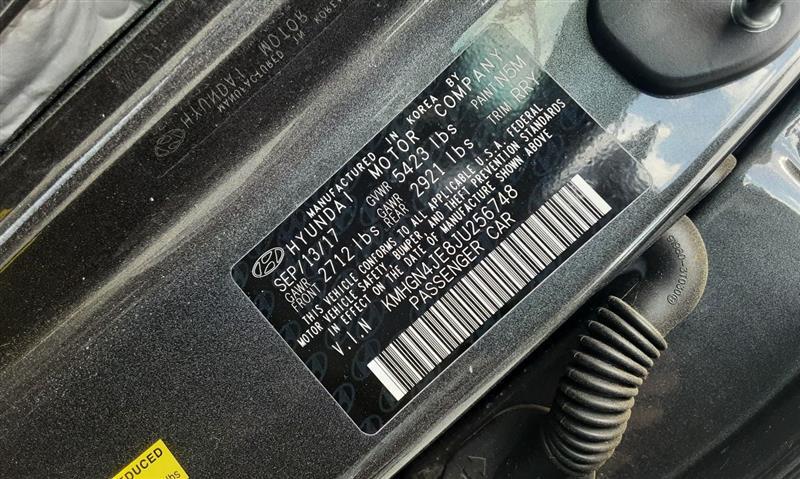 MANUFACTURED IN KOREA BY
HYUNDAI MOTOR COMPANY
SEP/13/17 GVWR 5423 lbs PAINT N5M
GAWR FRONT 2712 lbs GAWR REAR 2921 lbs TRIM RRY
THIS VEHICLE CONFORMS TO ALL APPLICABLE U.S.A. FEDERAL
MOTOR VEHICLE SAFETY, BUMPER AND THEFT PREVENTION STANDARDS
IN EFFECT ON THE DATE OF MANUFACTURE SHOWN ABOVE
V.I.N KMHGN4JE8JU256748
PASSENGER CAR
DUCED
lbs